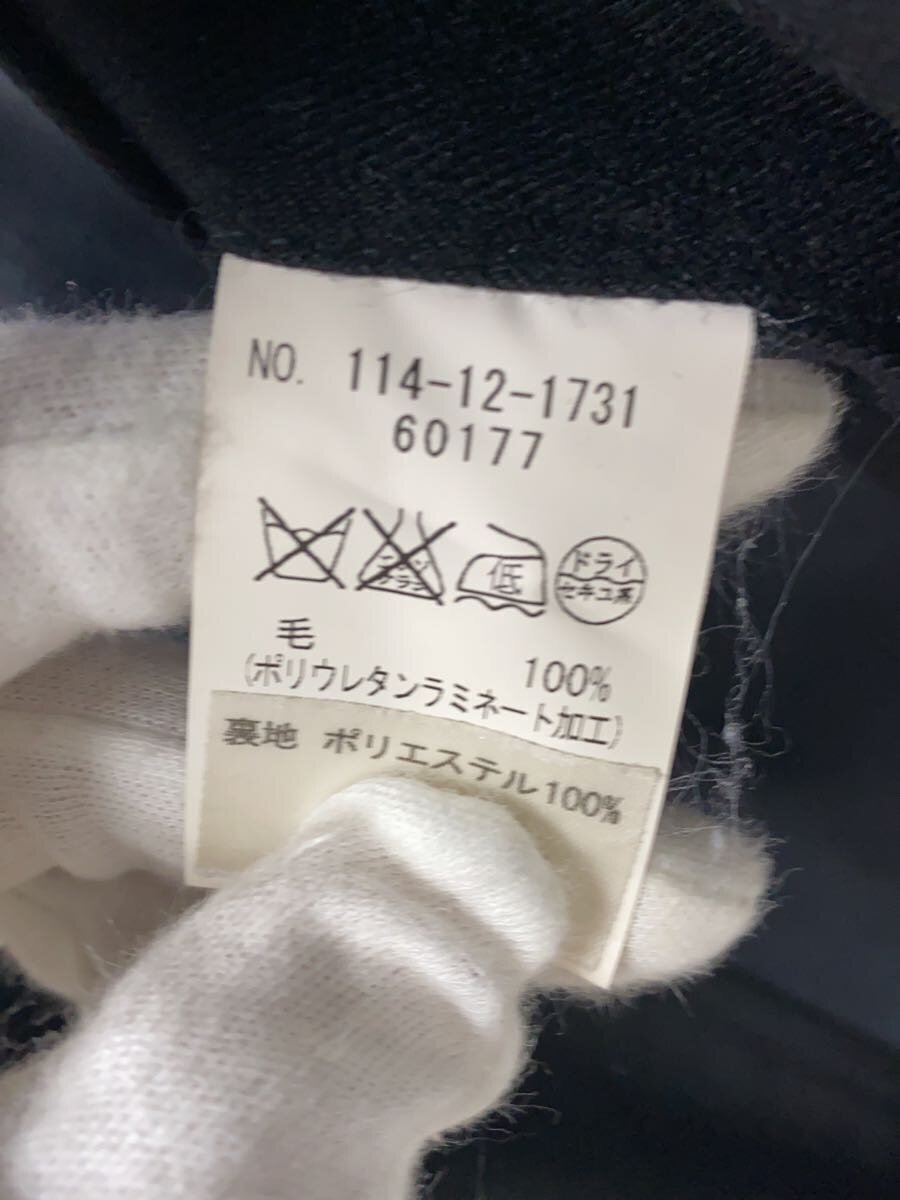 NO. 114-12-1731
60177
低
ドライ
セキユ系
毛 100%
(ポリウレタンラミネート加工)
裏地 ポリエステル100%